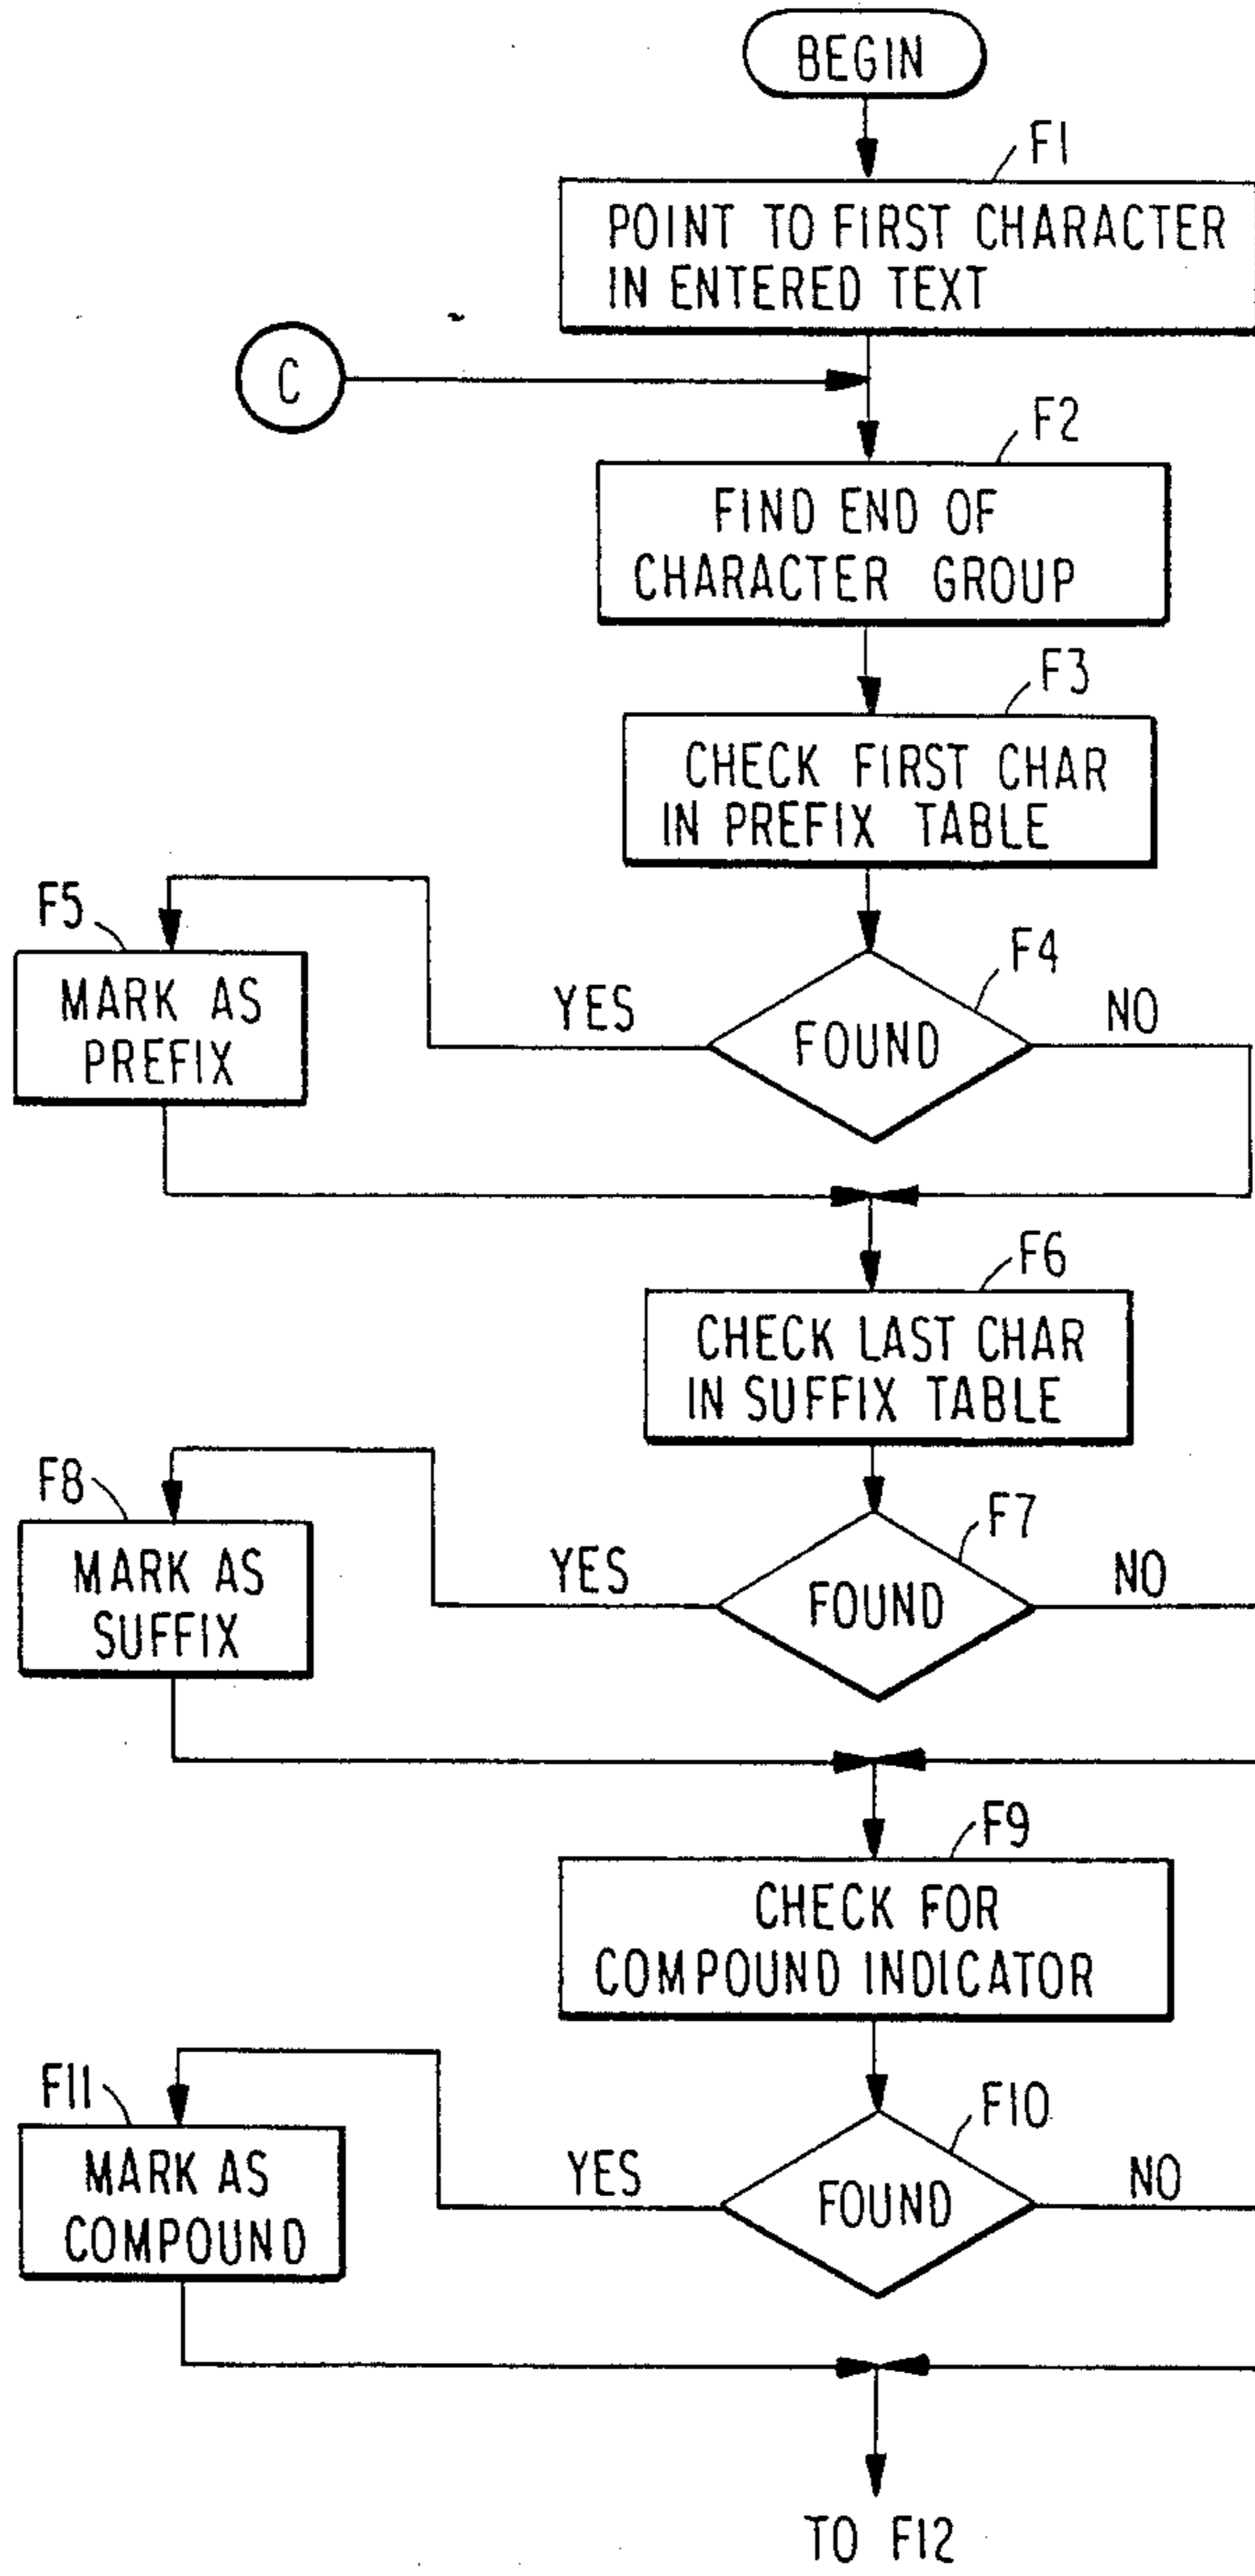 BEGIN
F1
POINT TO FIRST CHARACTER
IN ENTERED TEXT
C
F2
FIND END OF
CHARACTER GROUP
F3
CHECK FIRST CHAR
IN PREFIX TABLE
F5
MARK AS
PREFIX
YES
F4
FOUND
NO
F6
CHECK LAST CHAR
IN SUFFIX TABLE
F8
MARK AS
SUFFIX
YES
F7
FOUND
NO
F9
CHECK FOR
COMPOUND INDICATOR
F11
MARK AS
COMPOUND
YES
F10
FOUND
NO
TO F12